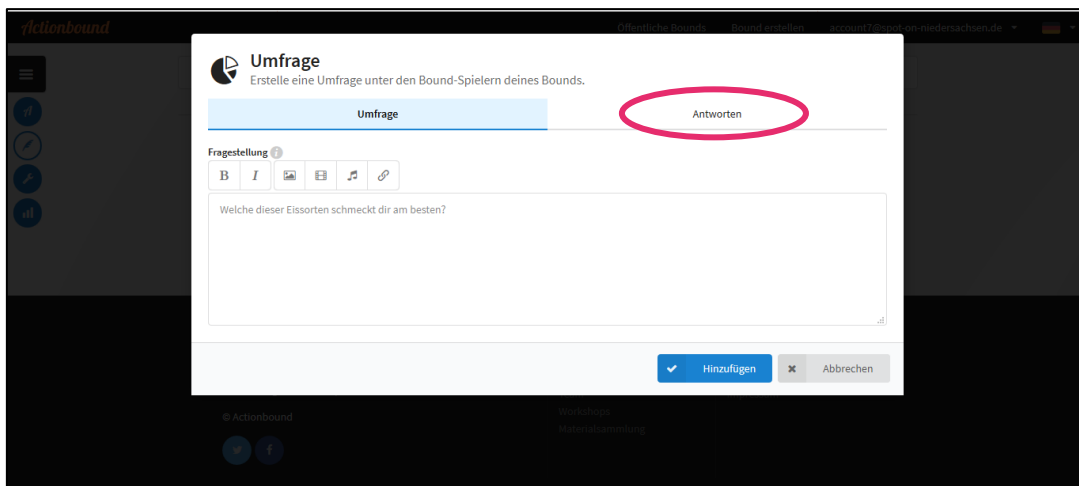 Actionbound
Öffentliche Bounds Bound erstellen account7@spot-on-niedersachsen.de
Umfrage
Erstelle eine Umfrage unter den Bound-Spielern deines Bounds.
Umfrage Antworten
Fragestellung i
B I
Welche dieser Eissorten schmeckt dir am besten?
Hinzufügen Abbrechen
Workshops
© Actionbound
Materialsammlung